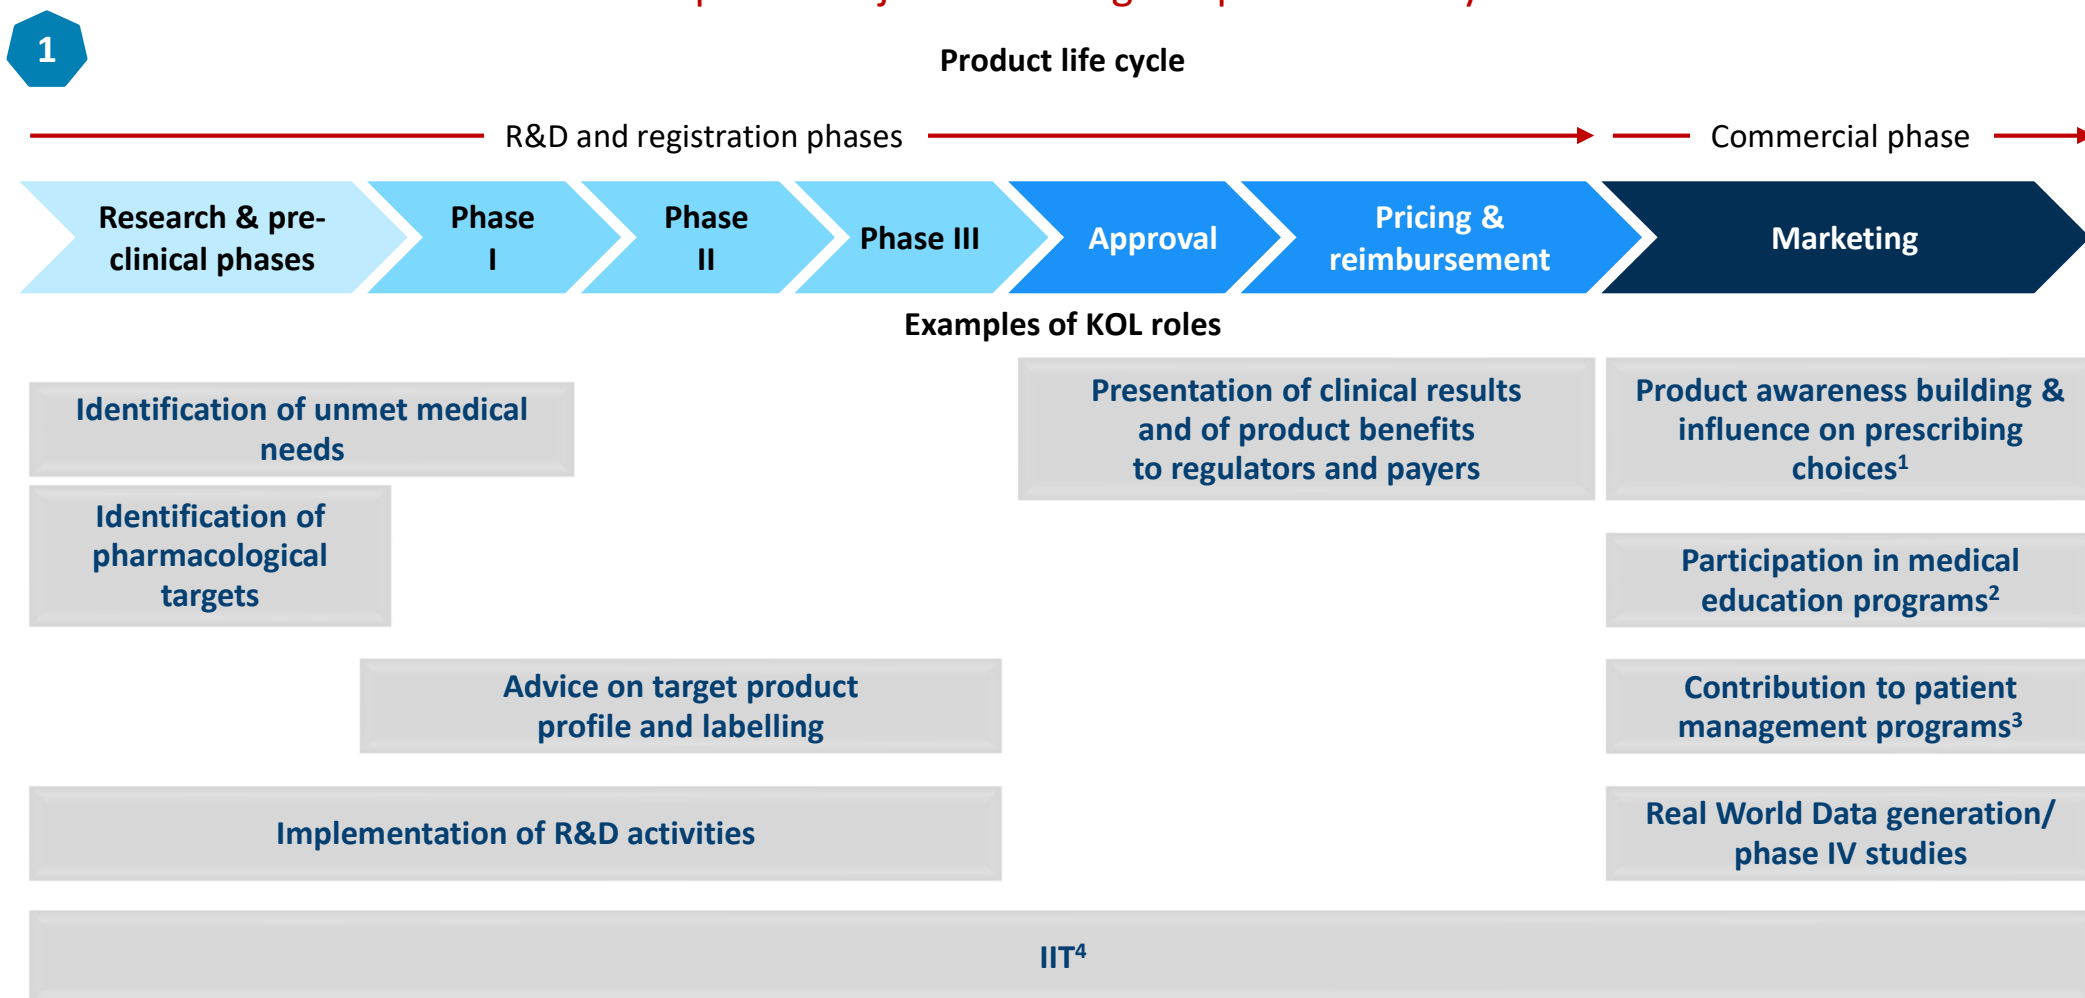 1
Product life cycle
R&D and registration phases
Commercial phase
Research & pre-
clinical phases
Phase
I
Phase
II
Phase III
Approval
Pricing &
reimbursement
Marketing
Examples of KOL roles
Identification of unmet medical
needs
Presentation of clinical results
and of product benefits
to regulators and payers
Product awareness building &
influence on prescribing
choices¹
Identification of
pharmacological
targets
Participation in medical
education programs²
Advice on target product
profile and labelling
Contribution to patient
management programs³
Implementation of R&D activities
Real World Data generation/
phase IV studies
IIT⁴